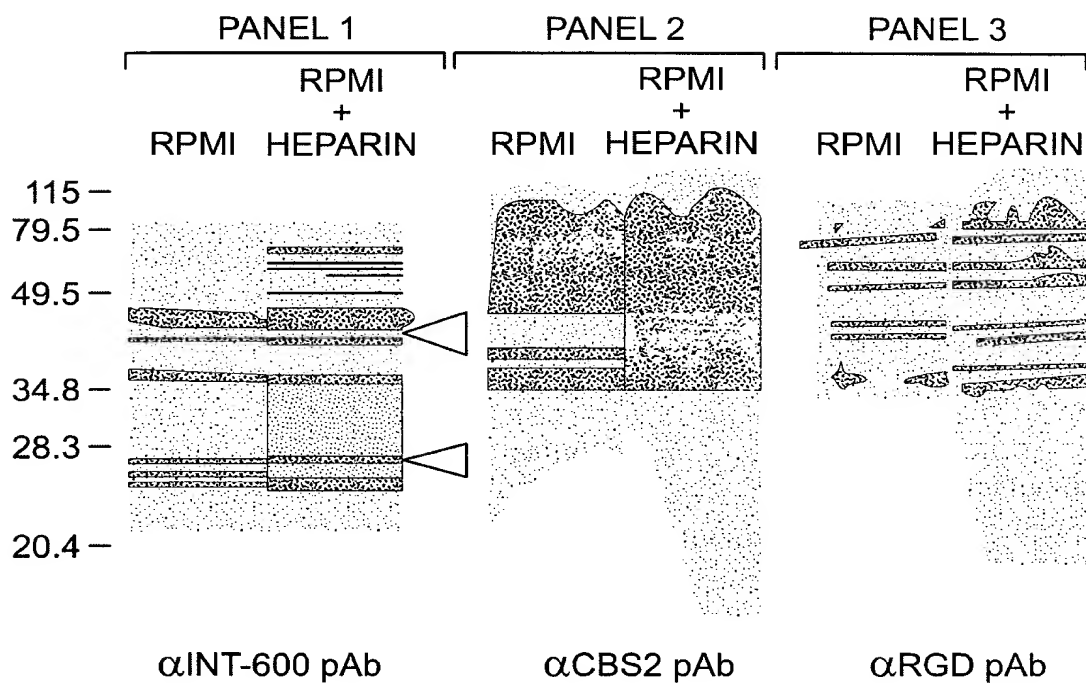 PANEL 1 PANEL 2 PANEL 3
RPMI RPMI RPMI
+ + +
RPMI HEPARIN RPMI HEPARIN RPMI HEPARIN
115
79.5
49.5
34.8
28.3
20.4
αINT-600 pAb αCBS2 pAb αRGD pAb